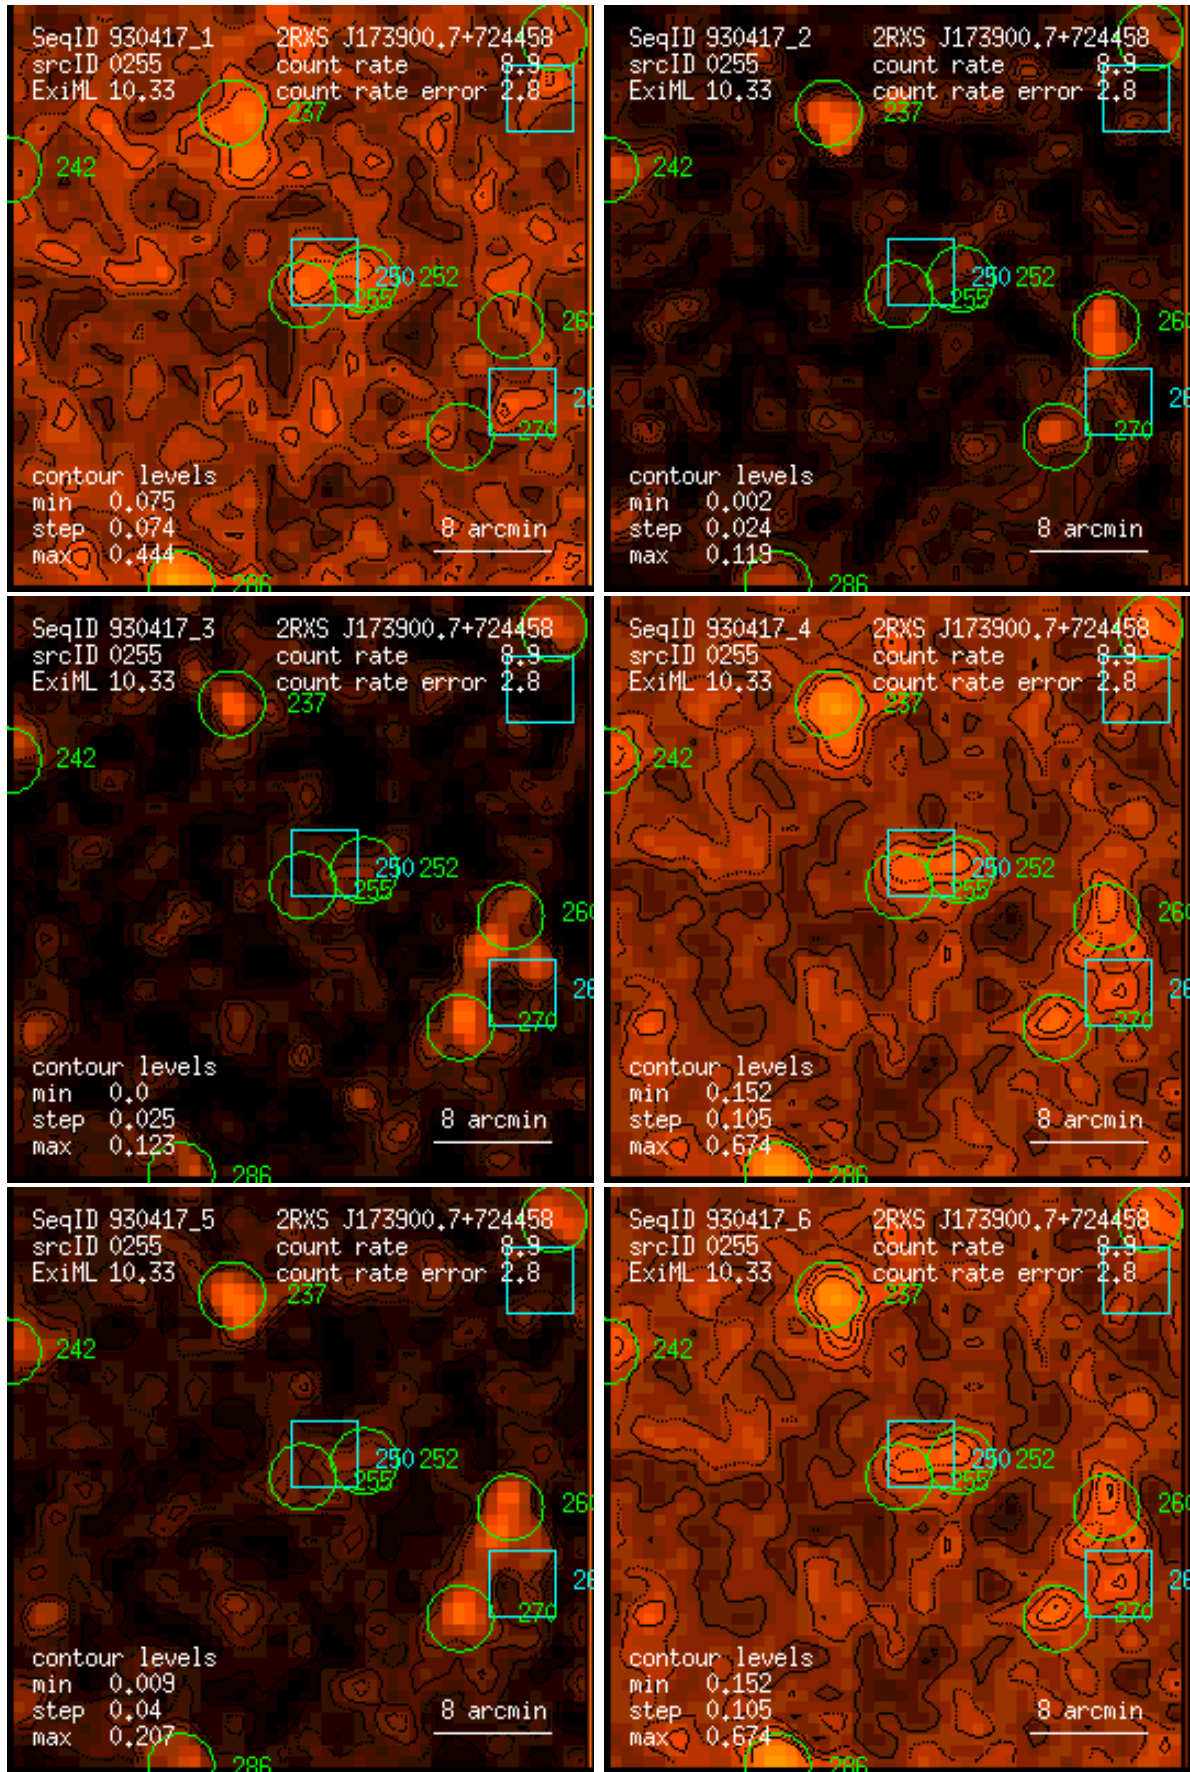 SeqID 930417_1 2RXS J173900.7+724458
srcID 0255 count rate 8.9
ExiML 10.33 count rate error 2.8
237
242
250 252
255
260
26
270
contour levels
min 0.075
step 0.074 8 arcmin
max 0.444
286
SeqID 930417_2 2RXS J173900.7+724458
srcID 0255 count rate 8.9
ExiML 10.33 count rate error 2.8
237
242
250 252
255
260
26
270
contour levels
min 0.002
step 0.024 8 arcmin
max 0.119
286
SeqID 930417_3 2RXS J173900.7+724458
srcID 0255 count rate 8.9
ExiML 10.33 count rate error 2.8
237
242
250 252
255
260
26
270
contour levels
min 0.0
step 0.025 8 arcmin
max 0.123
286
SeqID 930417_4 2RXS J173900.7+724458
srcID 0255 count rate 8.9
ExiML 10.33 count rate error 2.8
237
242
250 252
255
260
26
270
contour levels
min 0.152
step 0.105 8 arcmin
max 0.674
286
SeqID 930417_5 2RXS J173900.7+724458
srcID 0255 count rate 8.9
ExiML 10.33 count rate error 2.8
237
242
250 252
255
260
26
270
contour levels
min 0.009
step 0.04 8 arcmin
max 0.207
286
SeqID 930417_6 2RXS J173900.7+724458
srcID 0255 count rate 8.9
ExiML 10.33 count rate error 2.8
237
242
250 252
255
260
26
270
contour levels
min 0.152
step 0.105 8 arcmin
max 0.674
286